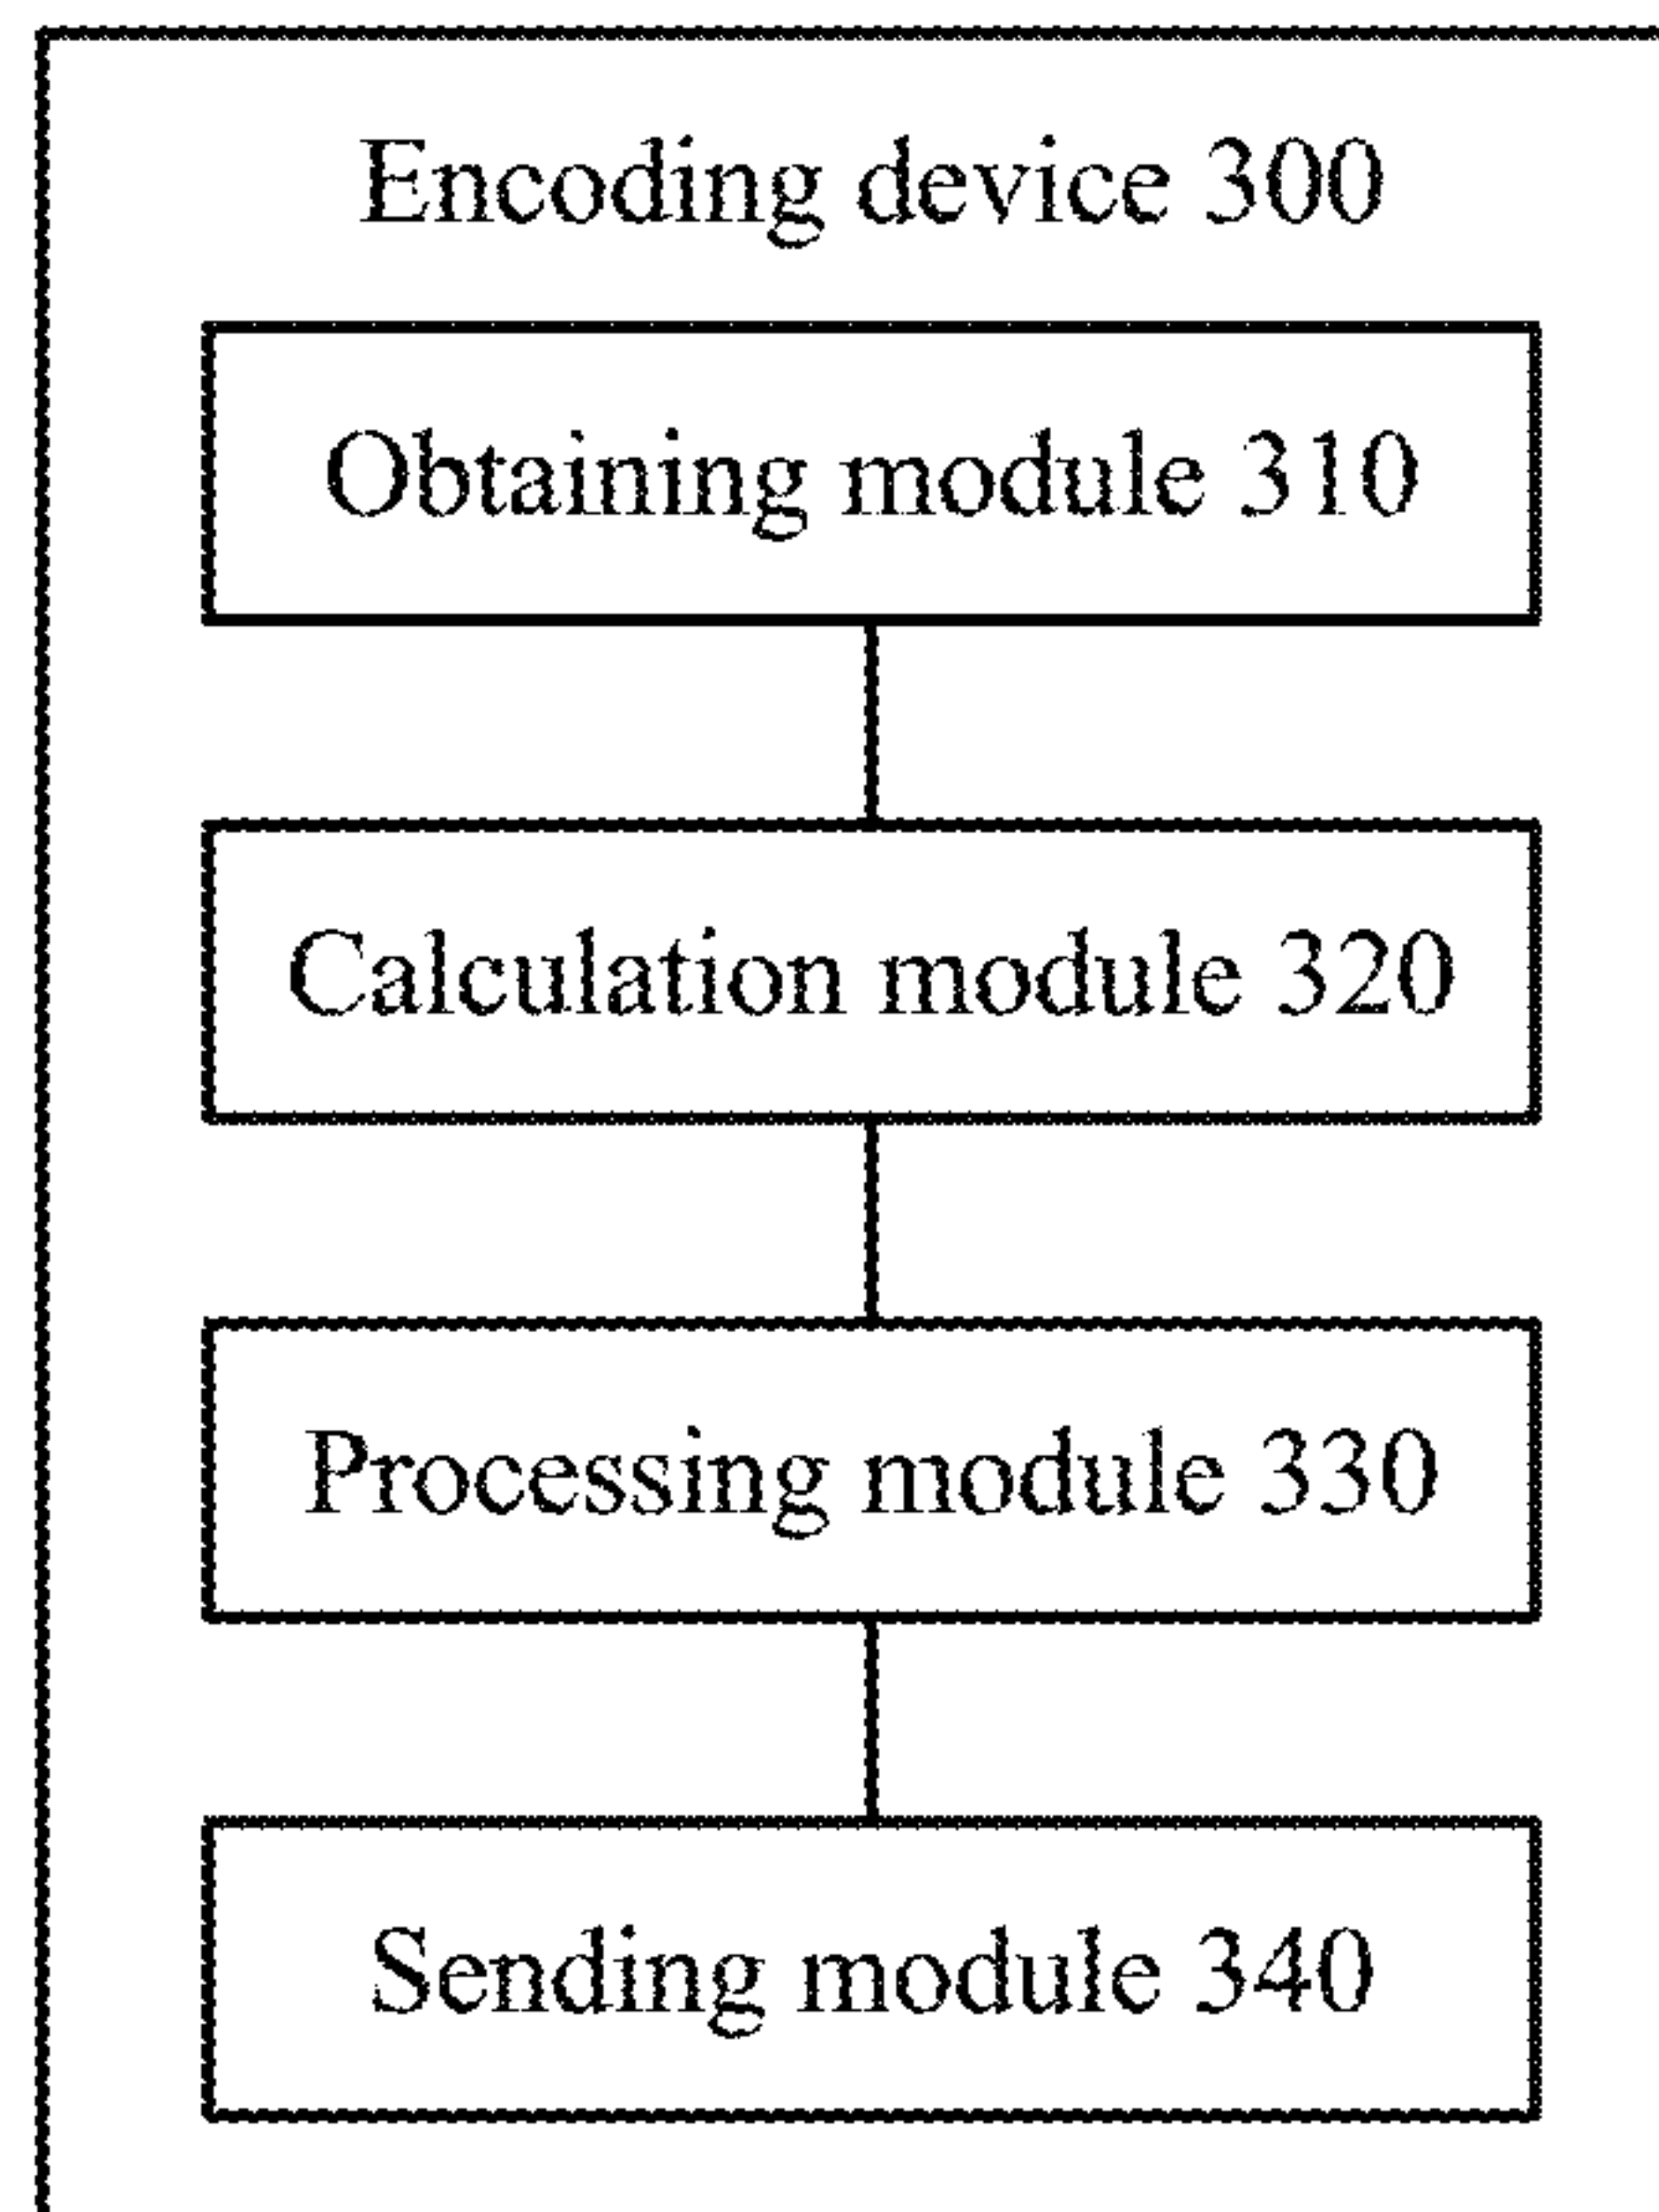 Encoding device 300
Obtaining module 310
Calculation module 320
Processing module 330
Sending module 340